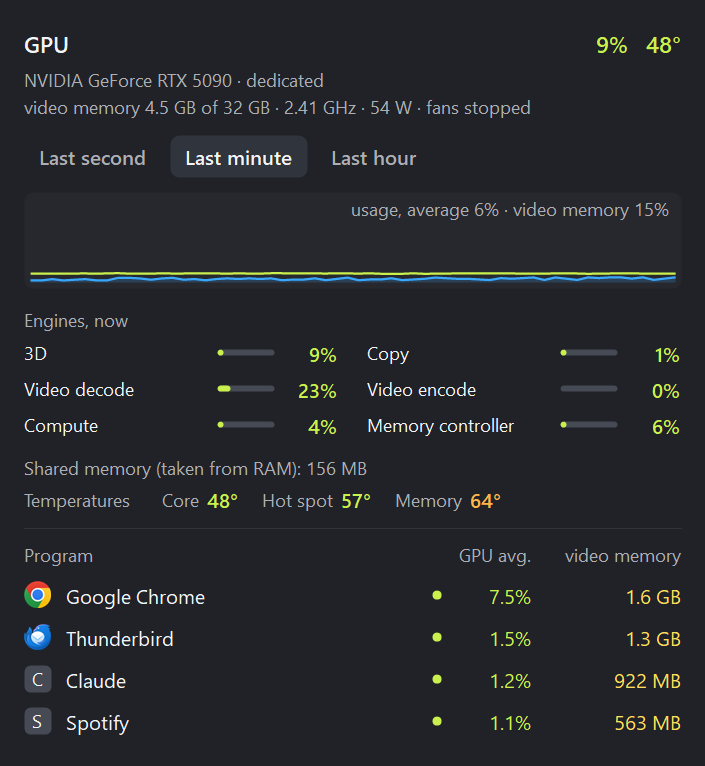 GPU 9% 48°
NVIDIA GeForce RTX 5090 · dedicated
video memory 4.5 GB of 32 GB · 2.41 GHz · 54 W · fans stopped
Last second Last minute Last hour
usage, average 6% · video memory 15%
Engines, now
3D 9% Copy 1%
Video decode 23% Video encode 0%
Compute 4% Memory controller 6%
Shared memory (taken from RAM): 156 MB
Temperatures Core 48° Hot spot 57° Memory 64°
Program GPU avg. video memory
Google Chrome 7.5% 1.6 GB
Thunderbird 1.5% 1.3 GB
C Claude 1.2% 922 MB
S Spotify 1.1% 563 MB